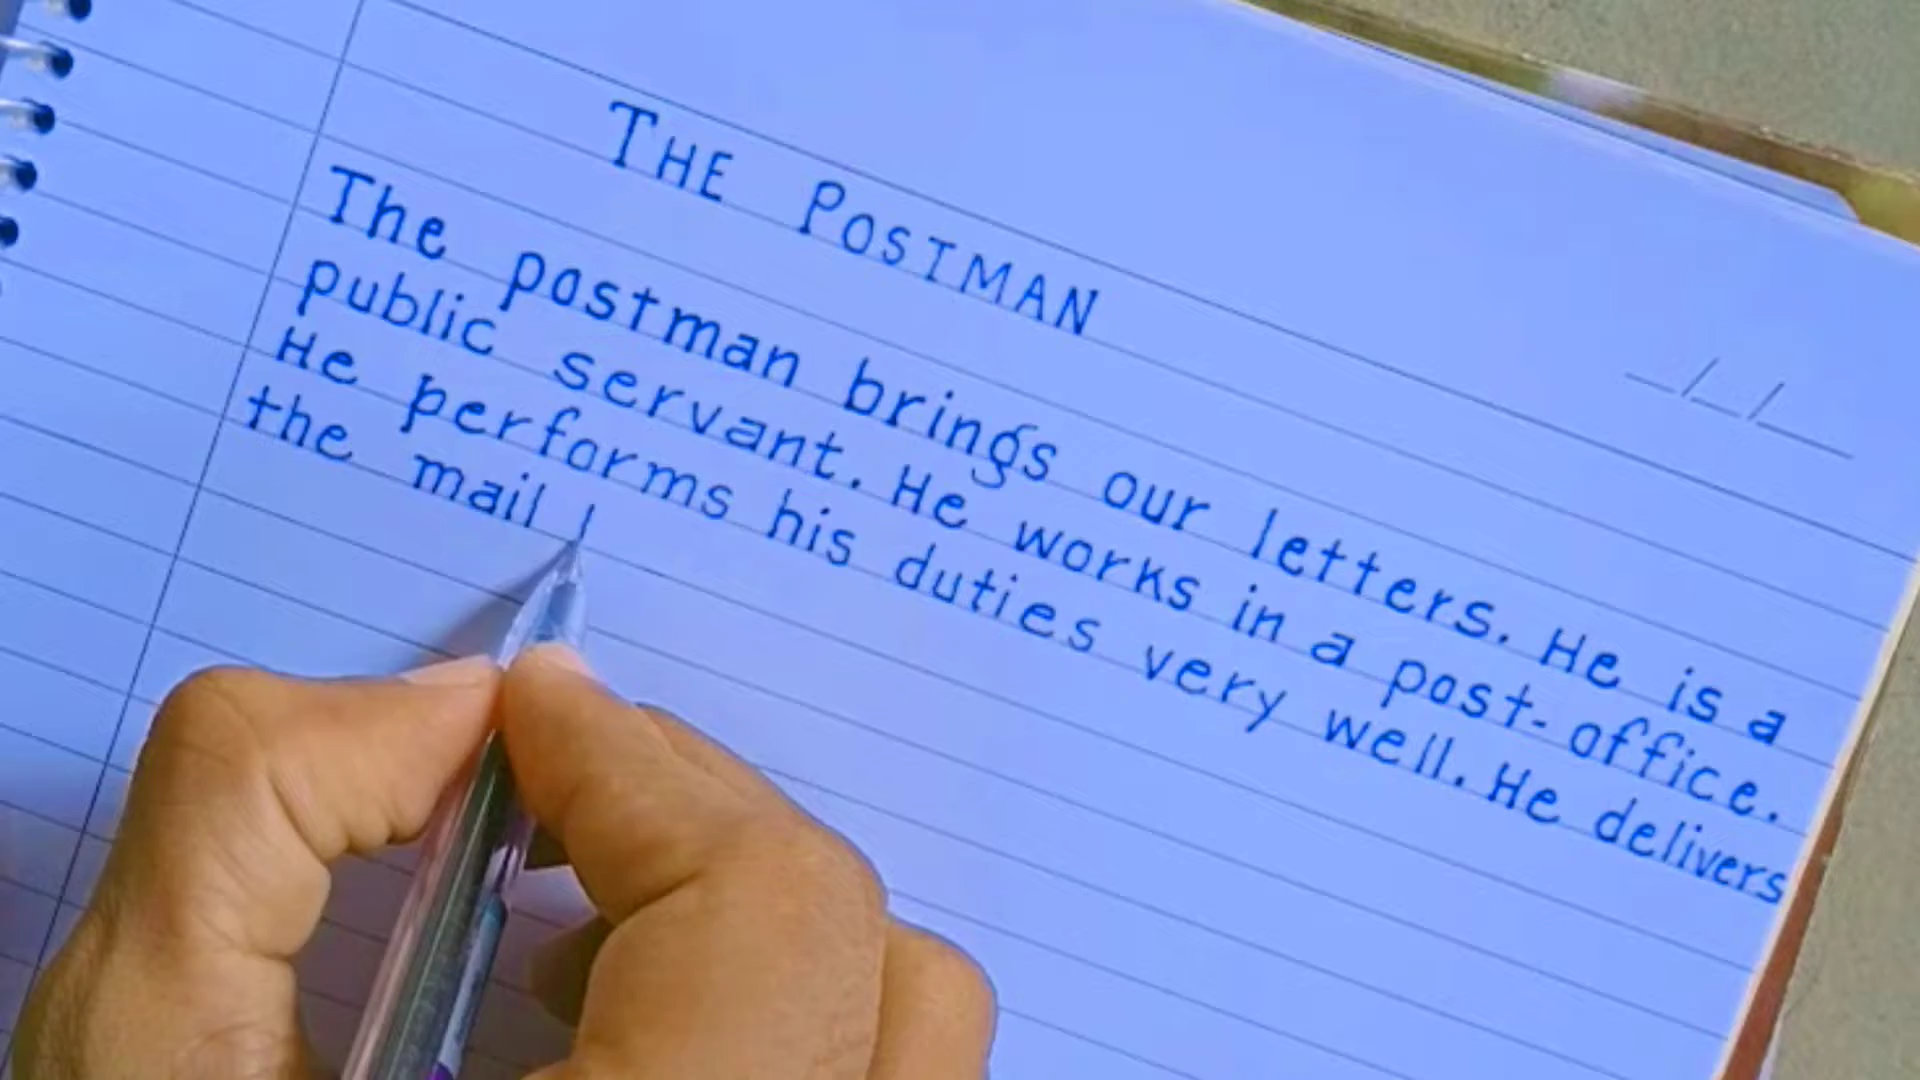 THE POSTMAN
_/_/_
The postman brings our letters. He is a
public servant. He works in a post-office.
He performs his duties very well. He delivers
the mail l